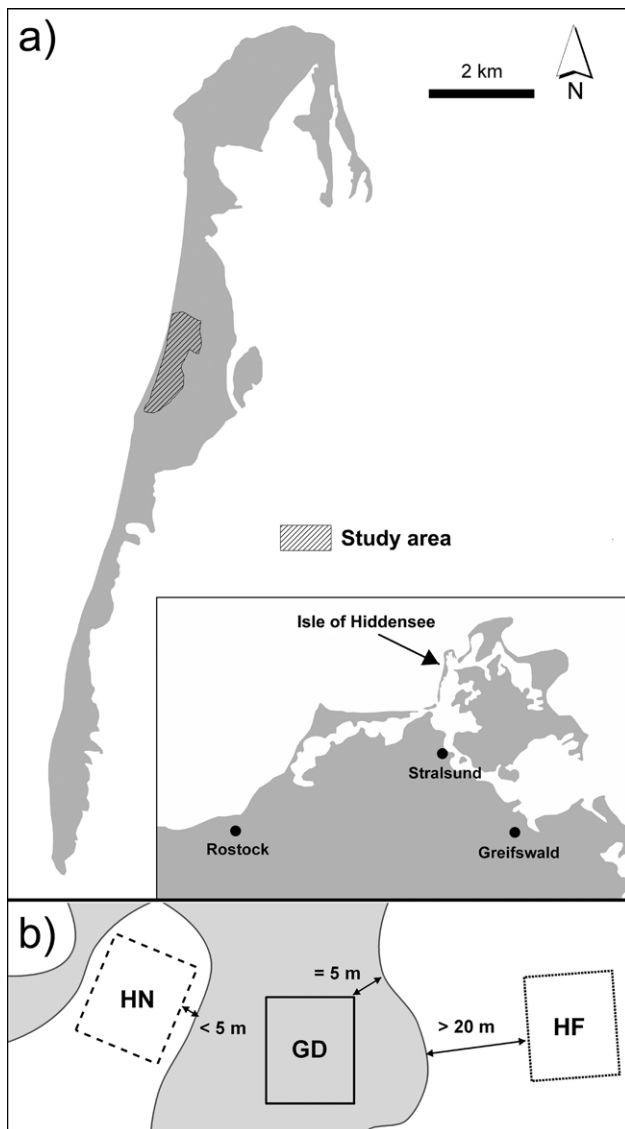 a)
2 km
N
Study area
Isle of Hiddensee
Stralsund
Rostock
Greifswald
b)
HN
< 5 m
= 5 m
GD
> 20 m
HF